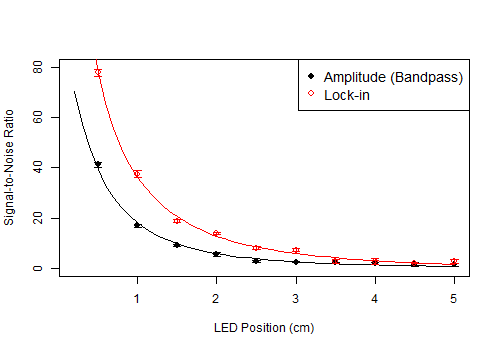 Amplitude (Bandpass)
Lock-in
Signal-to-Noise Ratio
80
60
40
20
0
1 2 3 4 5
LED Position (cm)